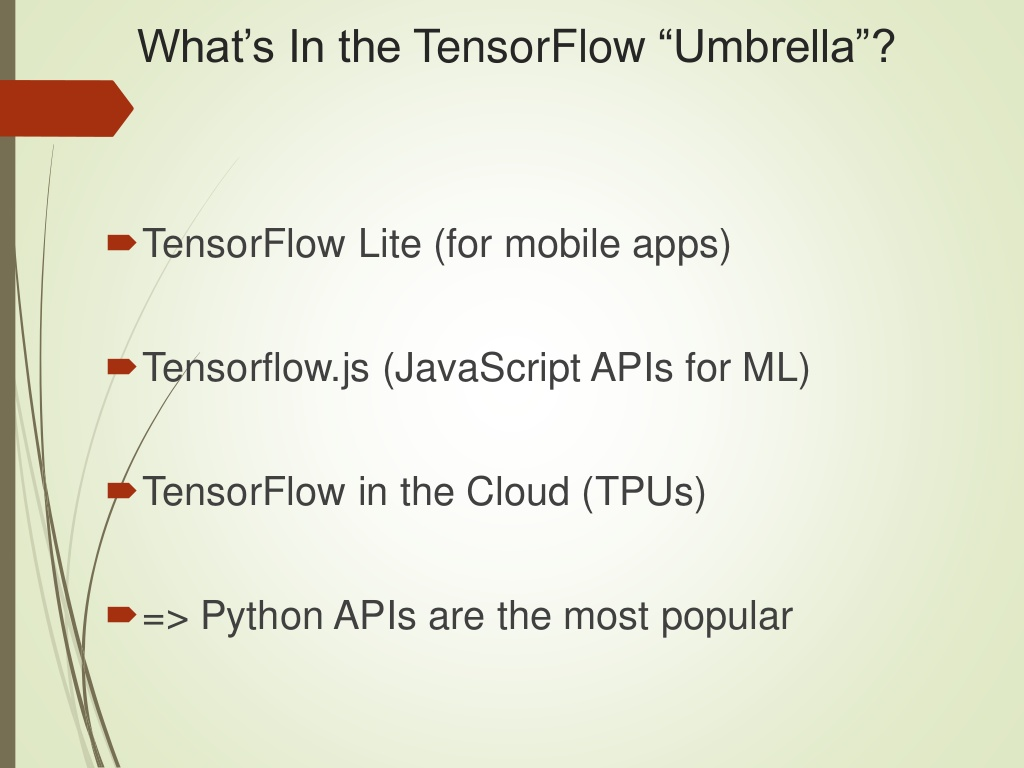 What’s In the TensorFlow “Umbrella”?
TensorFlow Lite (for mobile apps)
Tensorflow.js (JavaScript APIs for ML)
TensorFlow in the Cloud (TPUs)
=> Python APIs are the most popular